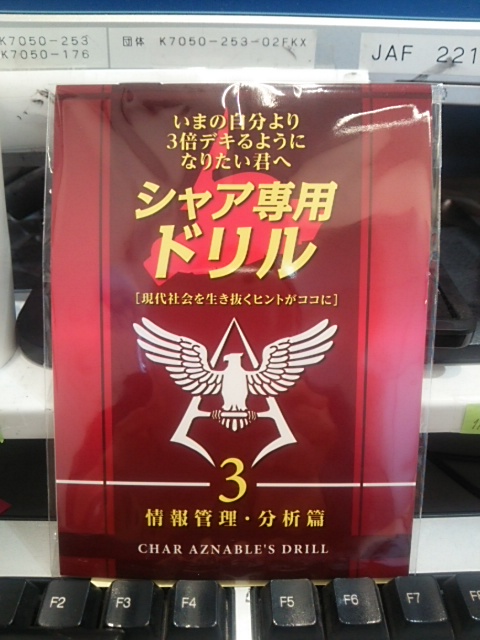 K7050-253
K7050-176
団体 K7050-253-02FKX
JAF 221
いまの自分より
3倍デキるように
なりたい君へ
シャア専用
ドリル
[現代社会を生き抜くヒントがココに]
3
情報管理・分析篇
CHAR AZNABLE'S DRILL
F2 F3 F4 F5 F6 F7